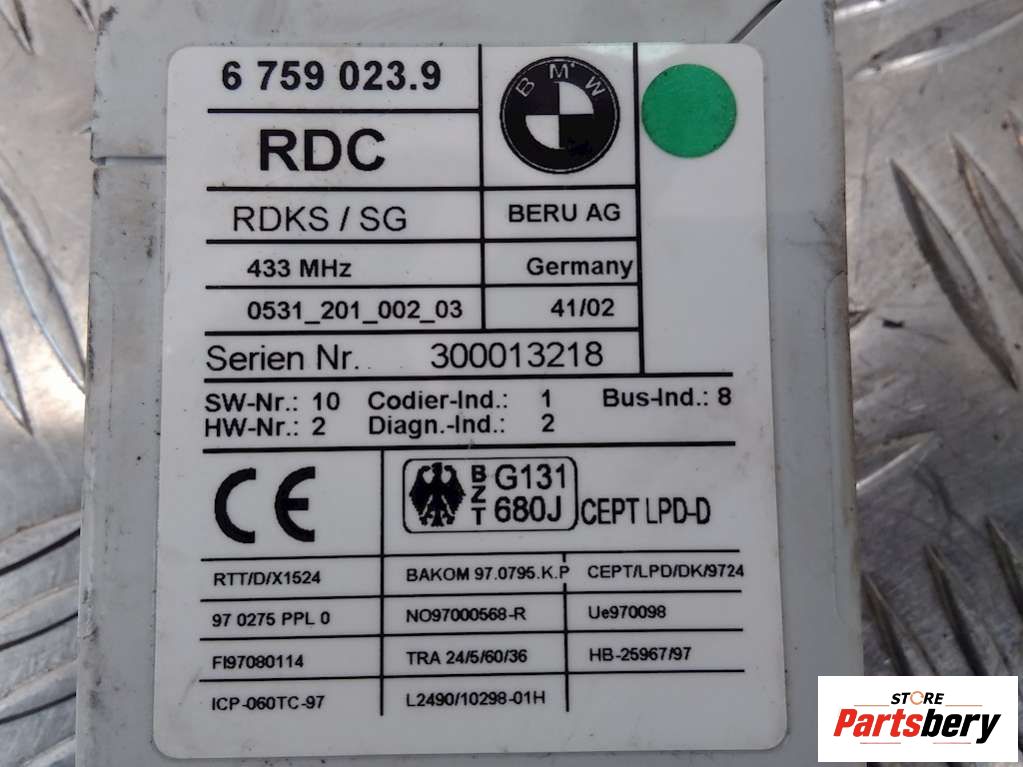 6 759 023.9
BMW
RDC
RDKS / SG
BERU AG
433 MHz
Germany
0531_201_002_03
41/02
Serien Nr. 300013218
SW-Nr.: 10 Codier-Ind.: 1 Bus-Ind.: 8
HW-Nr.: 2 Diagn.-Ind.: 2
CE
BZT
G131
680J
CEPT LPD-D
RTT/D/X1524 BAKOM 97.0795.K.P CEPT/LPD/DK/9724
97 0275 PPL 0 NO97000568-R Ue970098
FI97080114 TRA 24/5/60/36 HB-25967/97
ICP-060TC-97 L2490/10298-01H
STORE
Partsbery